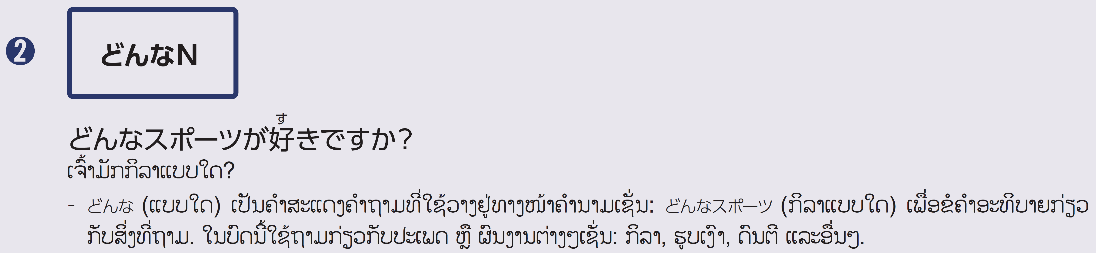 2 どんなN
す
どんなスポーツが好きですか?
ເຈົ້າມັກກິລາແບບໃດ?
- どんな (ແບບໃດ) ເປັນຄຳສະແດງຄຳຖາມທີ່ໃຊ້ວາງຢູ່ທາງໜ້າຄຳນາມເຊັ່ນ: どんなスポーツ (ກິລາແບບໃດ) ເພື່ອຂໍຄຳອະທິບາຍກ່ຽວ
ກັບສິ່ງທີ່ຖາມ. ໃນບົດນີ້ໃຊ້ຖາມກ່ຽວກັບປະເພດ ຫຼື ຜົນງານຕ່າງໆເຊັ່ນ: ກິລາ, ຮູບເງົາ, ດົນຕີ ແລະອື່ນໆ.